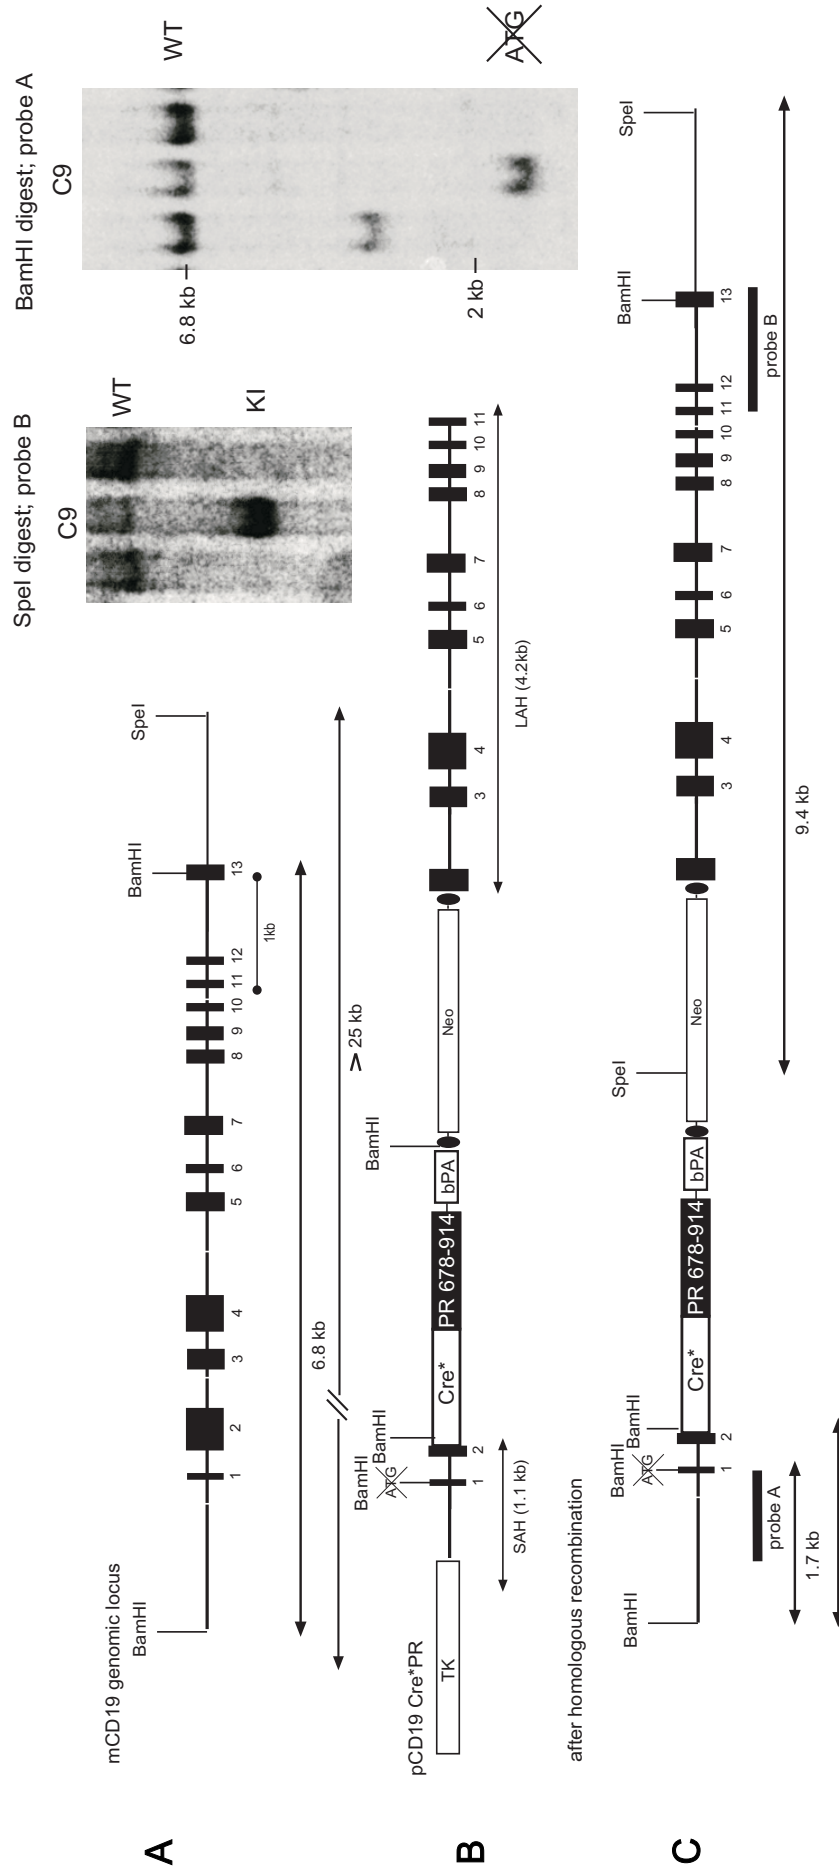 A
mCD19 genomic locus
BamHI
BamHI
SpeI
1 2 3 4 5 6 7 8 9 10 11 12 13
1kb
6.8 kb
> 25 kb
SpeI digest; probe B
C9
WT
KI
BamHI digest; probe A
C9
6.8 kb
2 kb
WT
ATG
B
pCD19 Cre*PR
BamHI
ATG
BamHI
BamHI
TK
Cre*
PR 678-914
bPA
Neo
1 2 3 4 5 6 7 8 9 10 11
SAH (1.1 kb)
LAH (4.2kb)
C
after homologous recombination
BamHI
BamHI
ATG
BamHI
SpeI
BamHI
SpeI
Cre*
PR 678-914
bPA
Neo
1 2 3 4 5 6 7 8 9 10 11 12 13
probe A
probe B
1.7 kb
9.4 kb